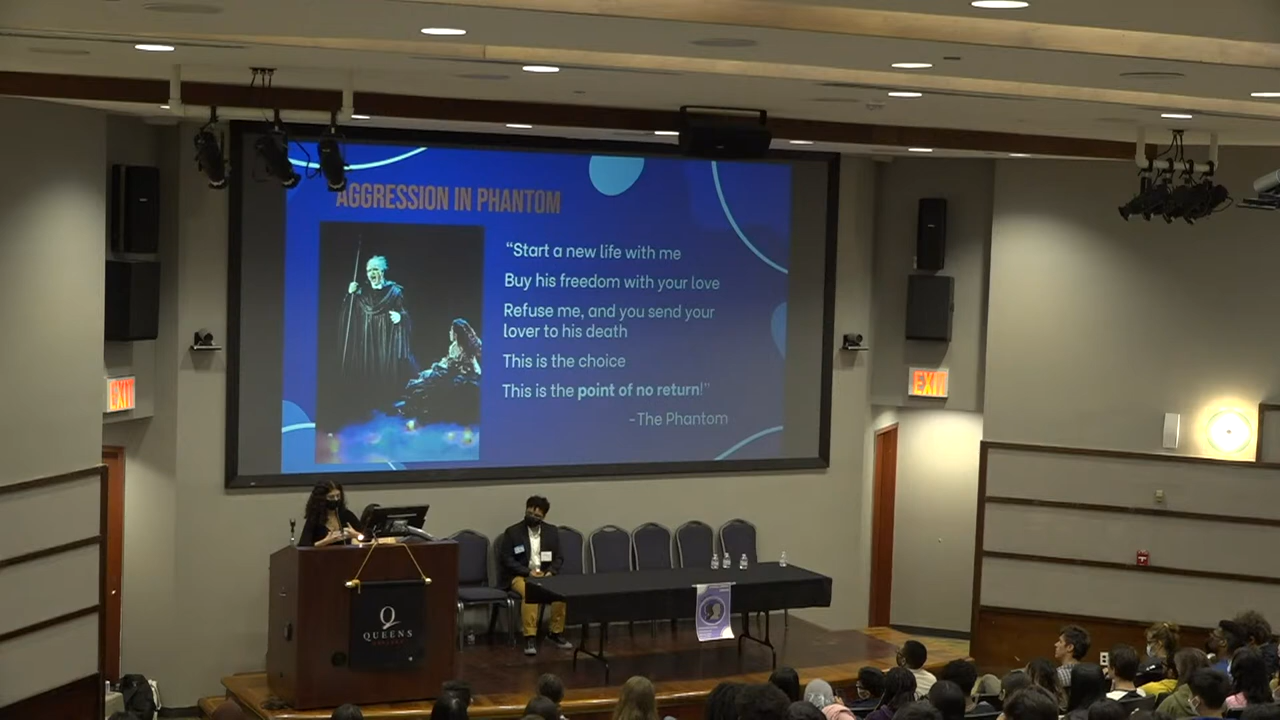 AGGRESSION IN PHANTOM
“Start a new life with me
Buy his freedom with your love
Refuse me, and you send your
lover to his death
This is the choice
This is the point of no return!”
-The Phantom
EXIT
EXIT
Q
QUEENS